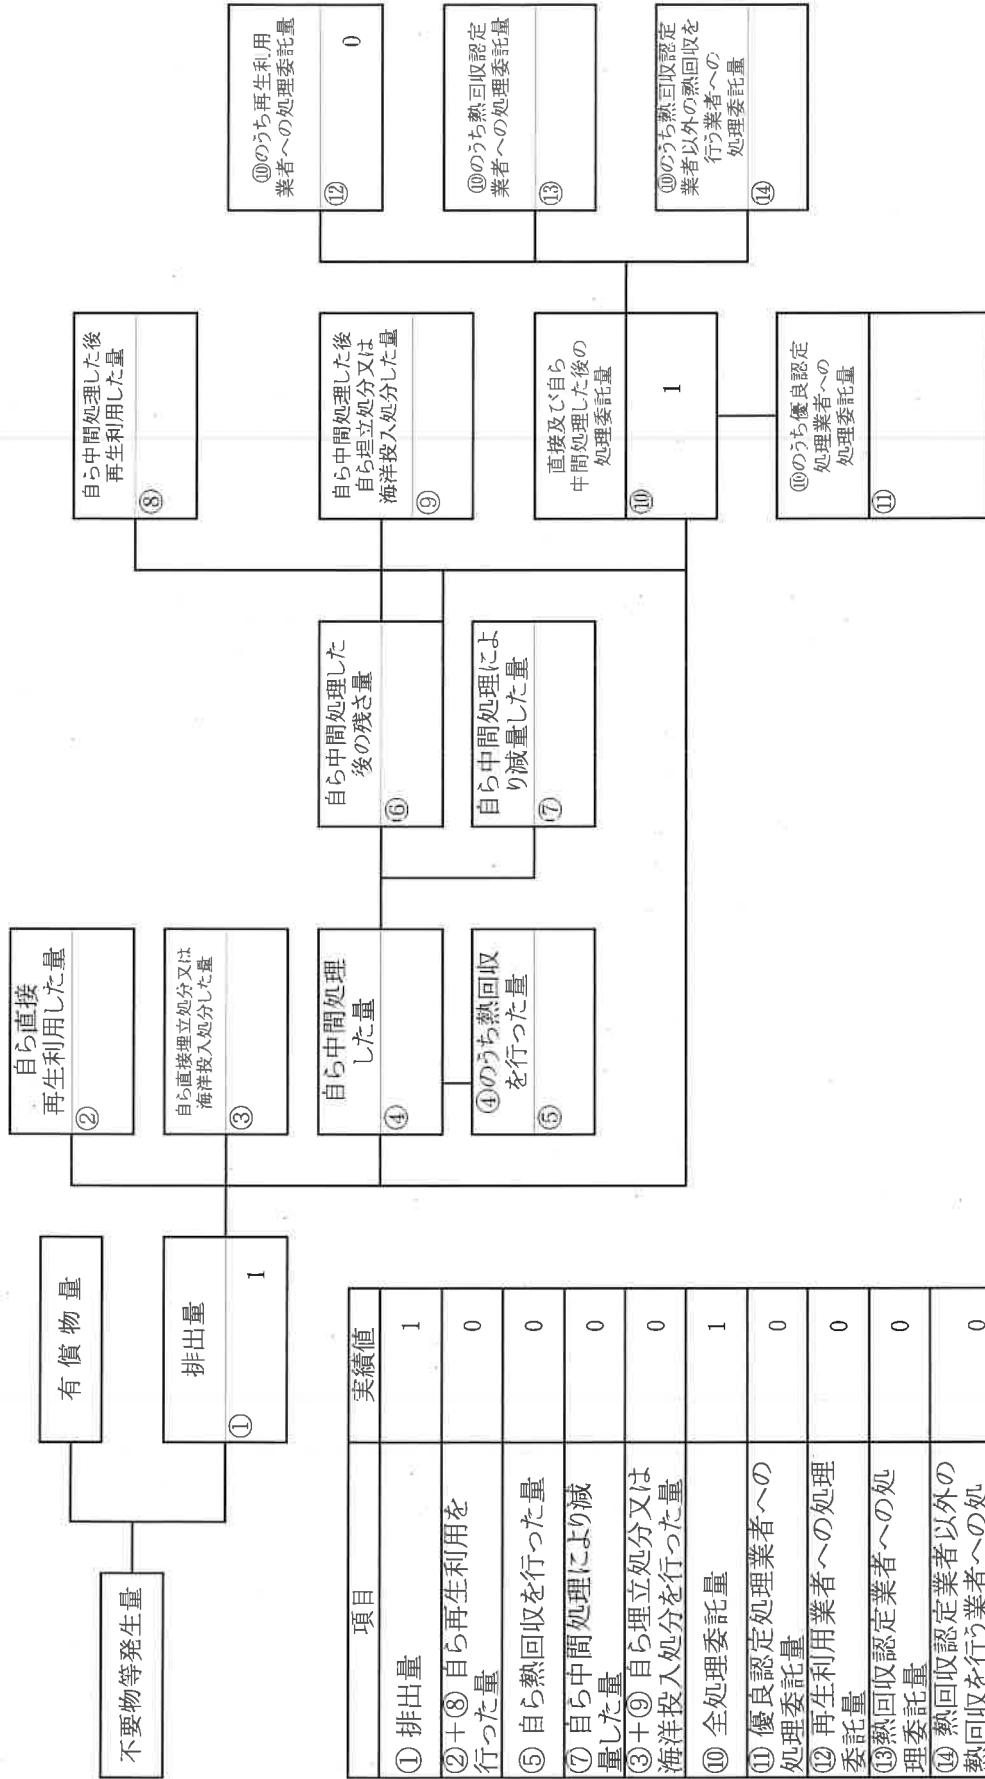 不要物等発生量
有 償 物 量
排出量
①
1
自ら直接
再生利用した量
②
自ら直接埋立処分又は
海洋投入処分した量
③
自ら中間処理
した量
④
④のうち熱回収
を行った量
⑤
自ら中間処理した
後の残さ量
⑥
自ら中間処理によ
り減量した量
⑦
自ら中間処理した後
再生利用した量
⑧
自ら中間処理した後
自ら埋立処分又は
海洋投入処分した量
⑨
直接及び自ら
中間処理した後の
処理委託量
⑩
1
⑩のうち優良認定
処理業者への
処理委託量
⑪
⑩のうち再生利用
業者への処理委託量
⑫
0
⑩のうち熱回収認定
業者への処理委託量
⑬
⑩のうち熱回収認定
業者以外の熱回収を
行う業者への
処理委託量
⑭
項目 実績値
① 排出量 1
②＋⑧ 自ら再生利用を
行った量 0
⑤ 自ら熱回収を行った量 0
⑦ 自ら中間処理により減
量した量 0
③＋⑨ 自ら埋立処分又は
海洋投入処分を行った量 0
⑩ 全処理委託量 1
⑪ 優良認定処理業者への
処理委託量 0
⑫ 再生利用業者への処理
委託量 0
⑬熱回収認定業者への処
理委託量 0
⑭ 熱回収認定業者以外の
熱回収を行う業者への処 0